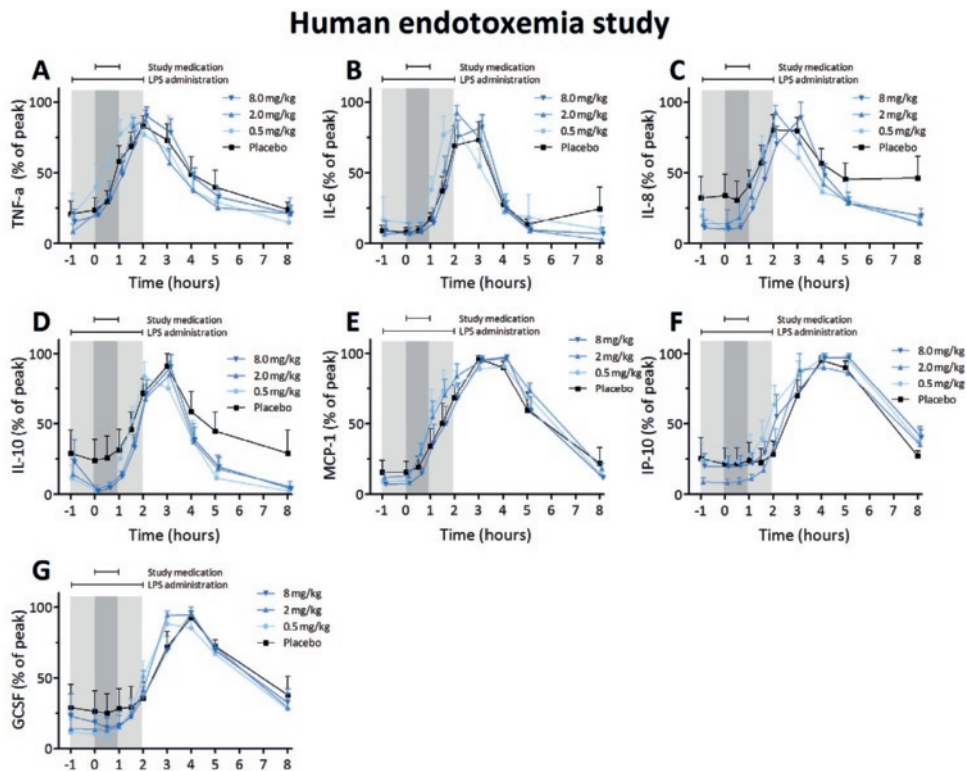 Human endotoxemia study
A
Study medication
LPS administration
8.0 mg/kg
2.0 mg/kg
0.5 mg/kg
Placebo
TNF-a (% of peak)
100
50
0
-1 0 1 2 3 4 5 6 7 8
Time (hours)
B
Study medication
LPS administration
8.0 mg/kg
2.0 mg/kg
0.5 mg/kg
Placebo
IL-6 (% of peak)
100
50
0
-1 0 1 2 3 4 5 6 7 8
Time (hours)
C
Study medication
LPS administration
8 mg/kg
2 mg/kg
0.5 mg/kg
Placebo
IL-8 (% of peak)
100
50
0
-1 0 1 2 3 4 5 6 7 8
Time (hours)
D
Study medication
LPS administration
8.0 mg/kg
2.0 mg/kg
0.5 mg/kg
Placebo
IL-10 (% of peak)
100
50
0
-1 0 1 2 3 4 5 6 7 8
Time (hours)
E
Study medication
LPS administration
8 mg/kg
2 mg/kg
0.5 mg/kg
Placebo
MCP-1 (% of peak)
100
50
0
-1 0 1 2 3 4 5 6 7 8
Time (hours)
F
Study medication
LPS administration
8.0 mg/kg
2.0 mg/kg
0.5 mg/kg
Placebo
IP-10 (% of peak)
100
50
0
-1 0 1 2 3 4 5 6 7 8
Time (hours)
G
Study medication
LPS administration
8 mg/kg
2 mg/kg
0.5 mg/kg
Placebo
GCSF (% of peak)
100
50
0
-1 0 1 2 3 4 5 6 7 8